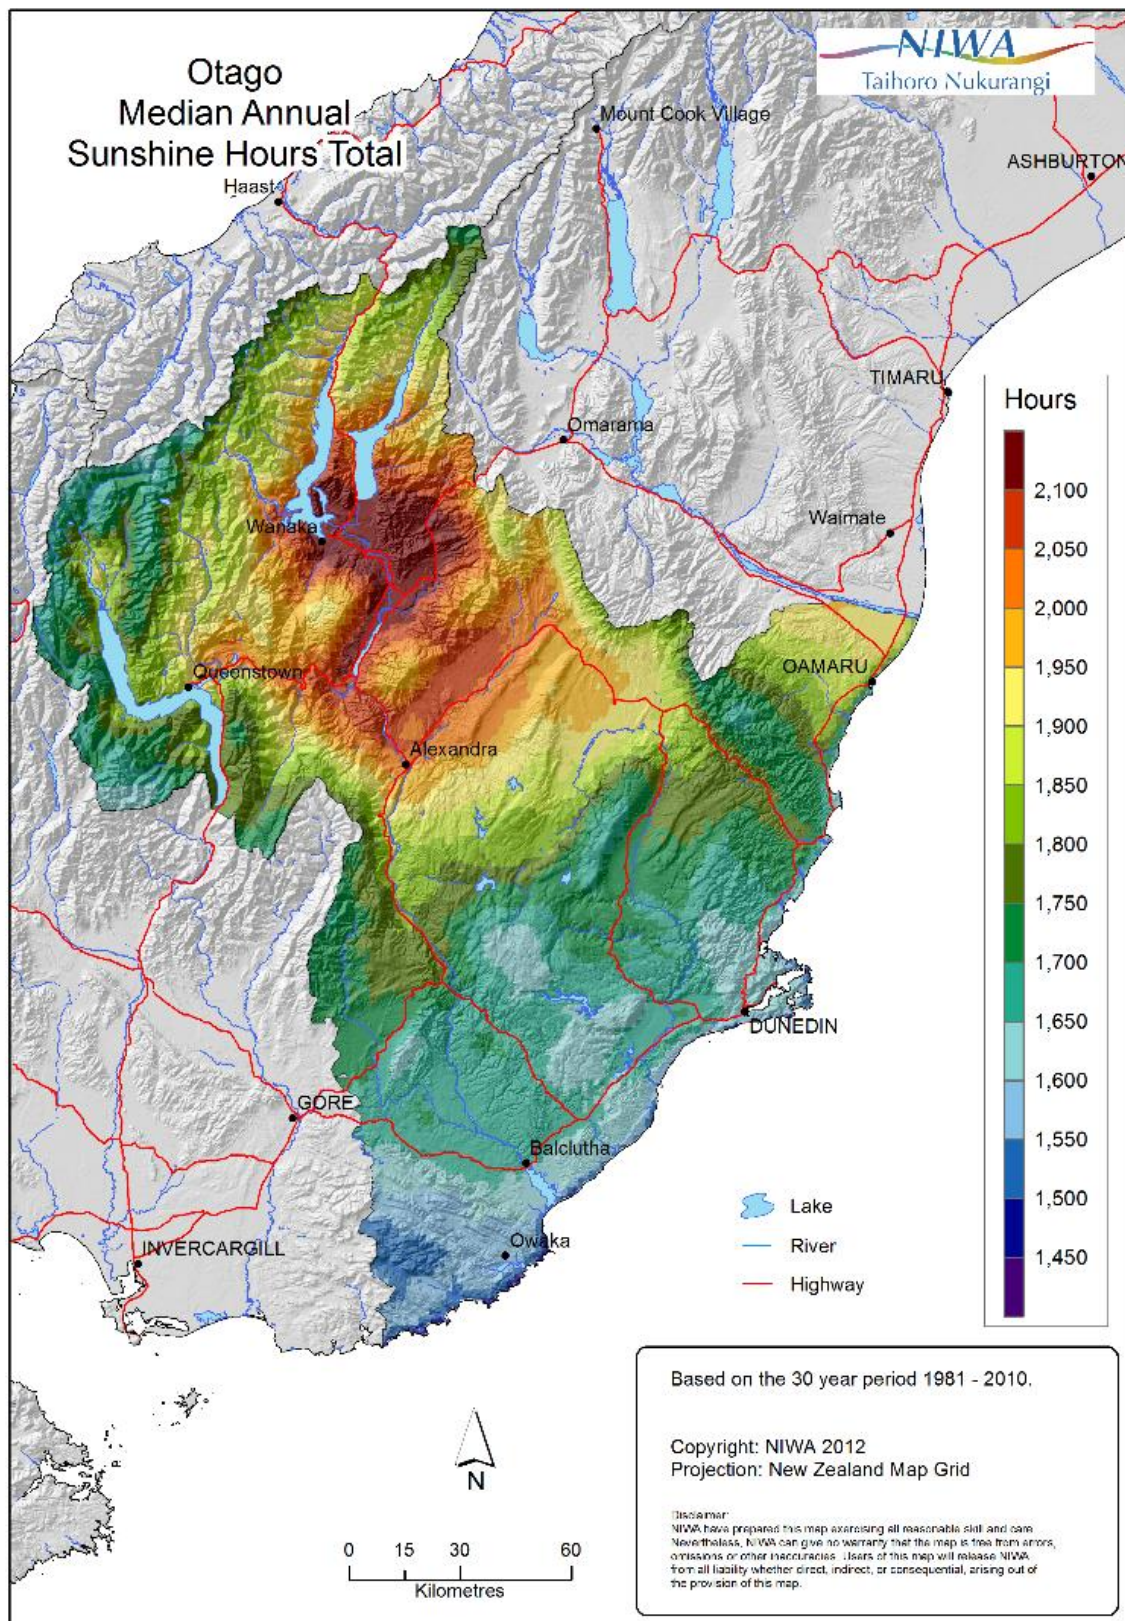 Otago
Median Annual
Sunshine Hours Total
NIWA
Taihoro Nukurangi
Mount Cook Village
ASHBURTON
Haast
TIMARU
Hours
Omarama
2,100
Waimate
Wanaka
2,050
2,000
1,950
Queenstown
OAMARU
1,900
Alexandra
1,850
1,800
1,750
1,700
1,650
DUNEDIN
1,600
GORE
1,550
Balclutha
1,500
Lake
River
Highway
INVERCARGILL
Owaka
1,450
Based on the 30 year period 1981 - 2010.
Copyright: NIWA 2012
Projection: New Zealand Map Grid
N
Disclaimer:
NIWA have prepared this map exercising all reasonable skill and care.
Nevertheless, NIWA can give no warranty that the map is free from errors,
omissions or other inaccuracies. Users of this map will release NIWA
from all liability whether direct, indirect, or consequential, arising out of
the provision of this map.
0 15 30 60
Kilometres